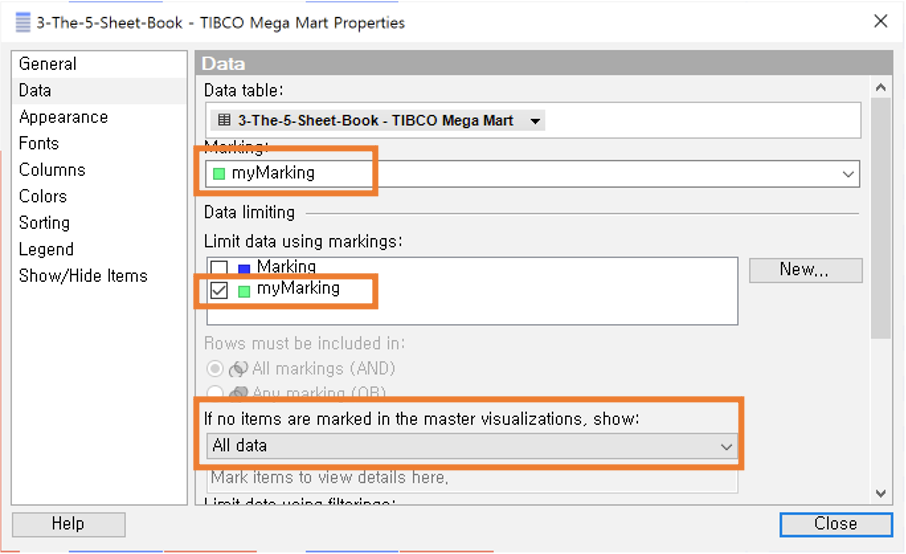 3-The-5-Sheet-Book - TIBCO Mega Mart Properties
General
Data
Appearance
Fonts
Columns
Colors
Sorting
Legend
Show/Hide Items
Data
Data table:
3-The-5-Sheet-Book - TIBCO Mega Mart
Marking:
myMarking
Data limiting
Limit data using markings:
Marking
myMarking
New...
Rows must be included in:
All markings (AND)
Any marking (OR)
If no items are marked in the master visualizations, show:
All data
Mark items to view details here.
Limit data using filterings:
Help
Close